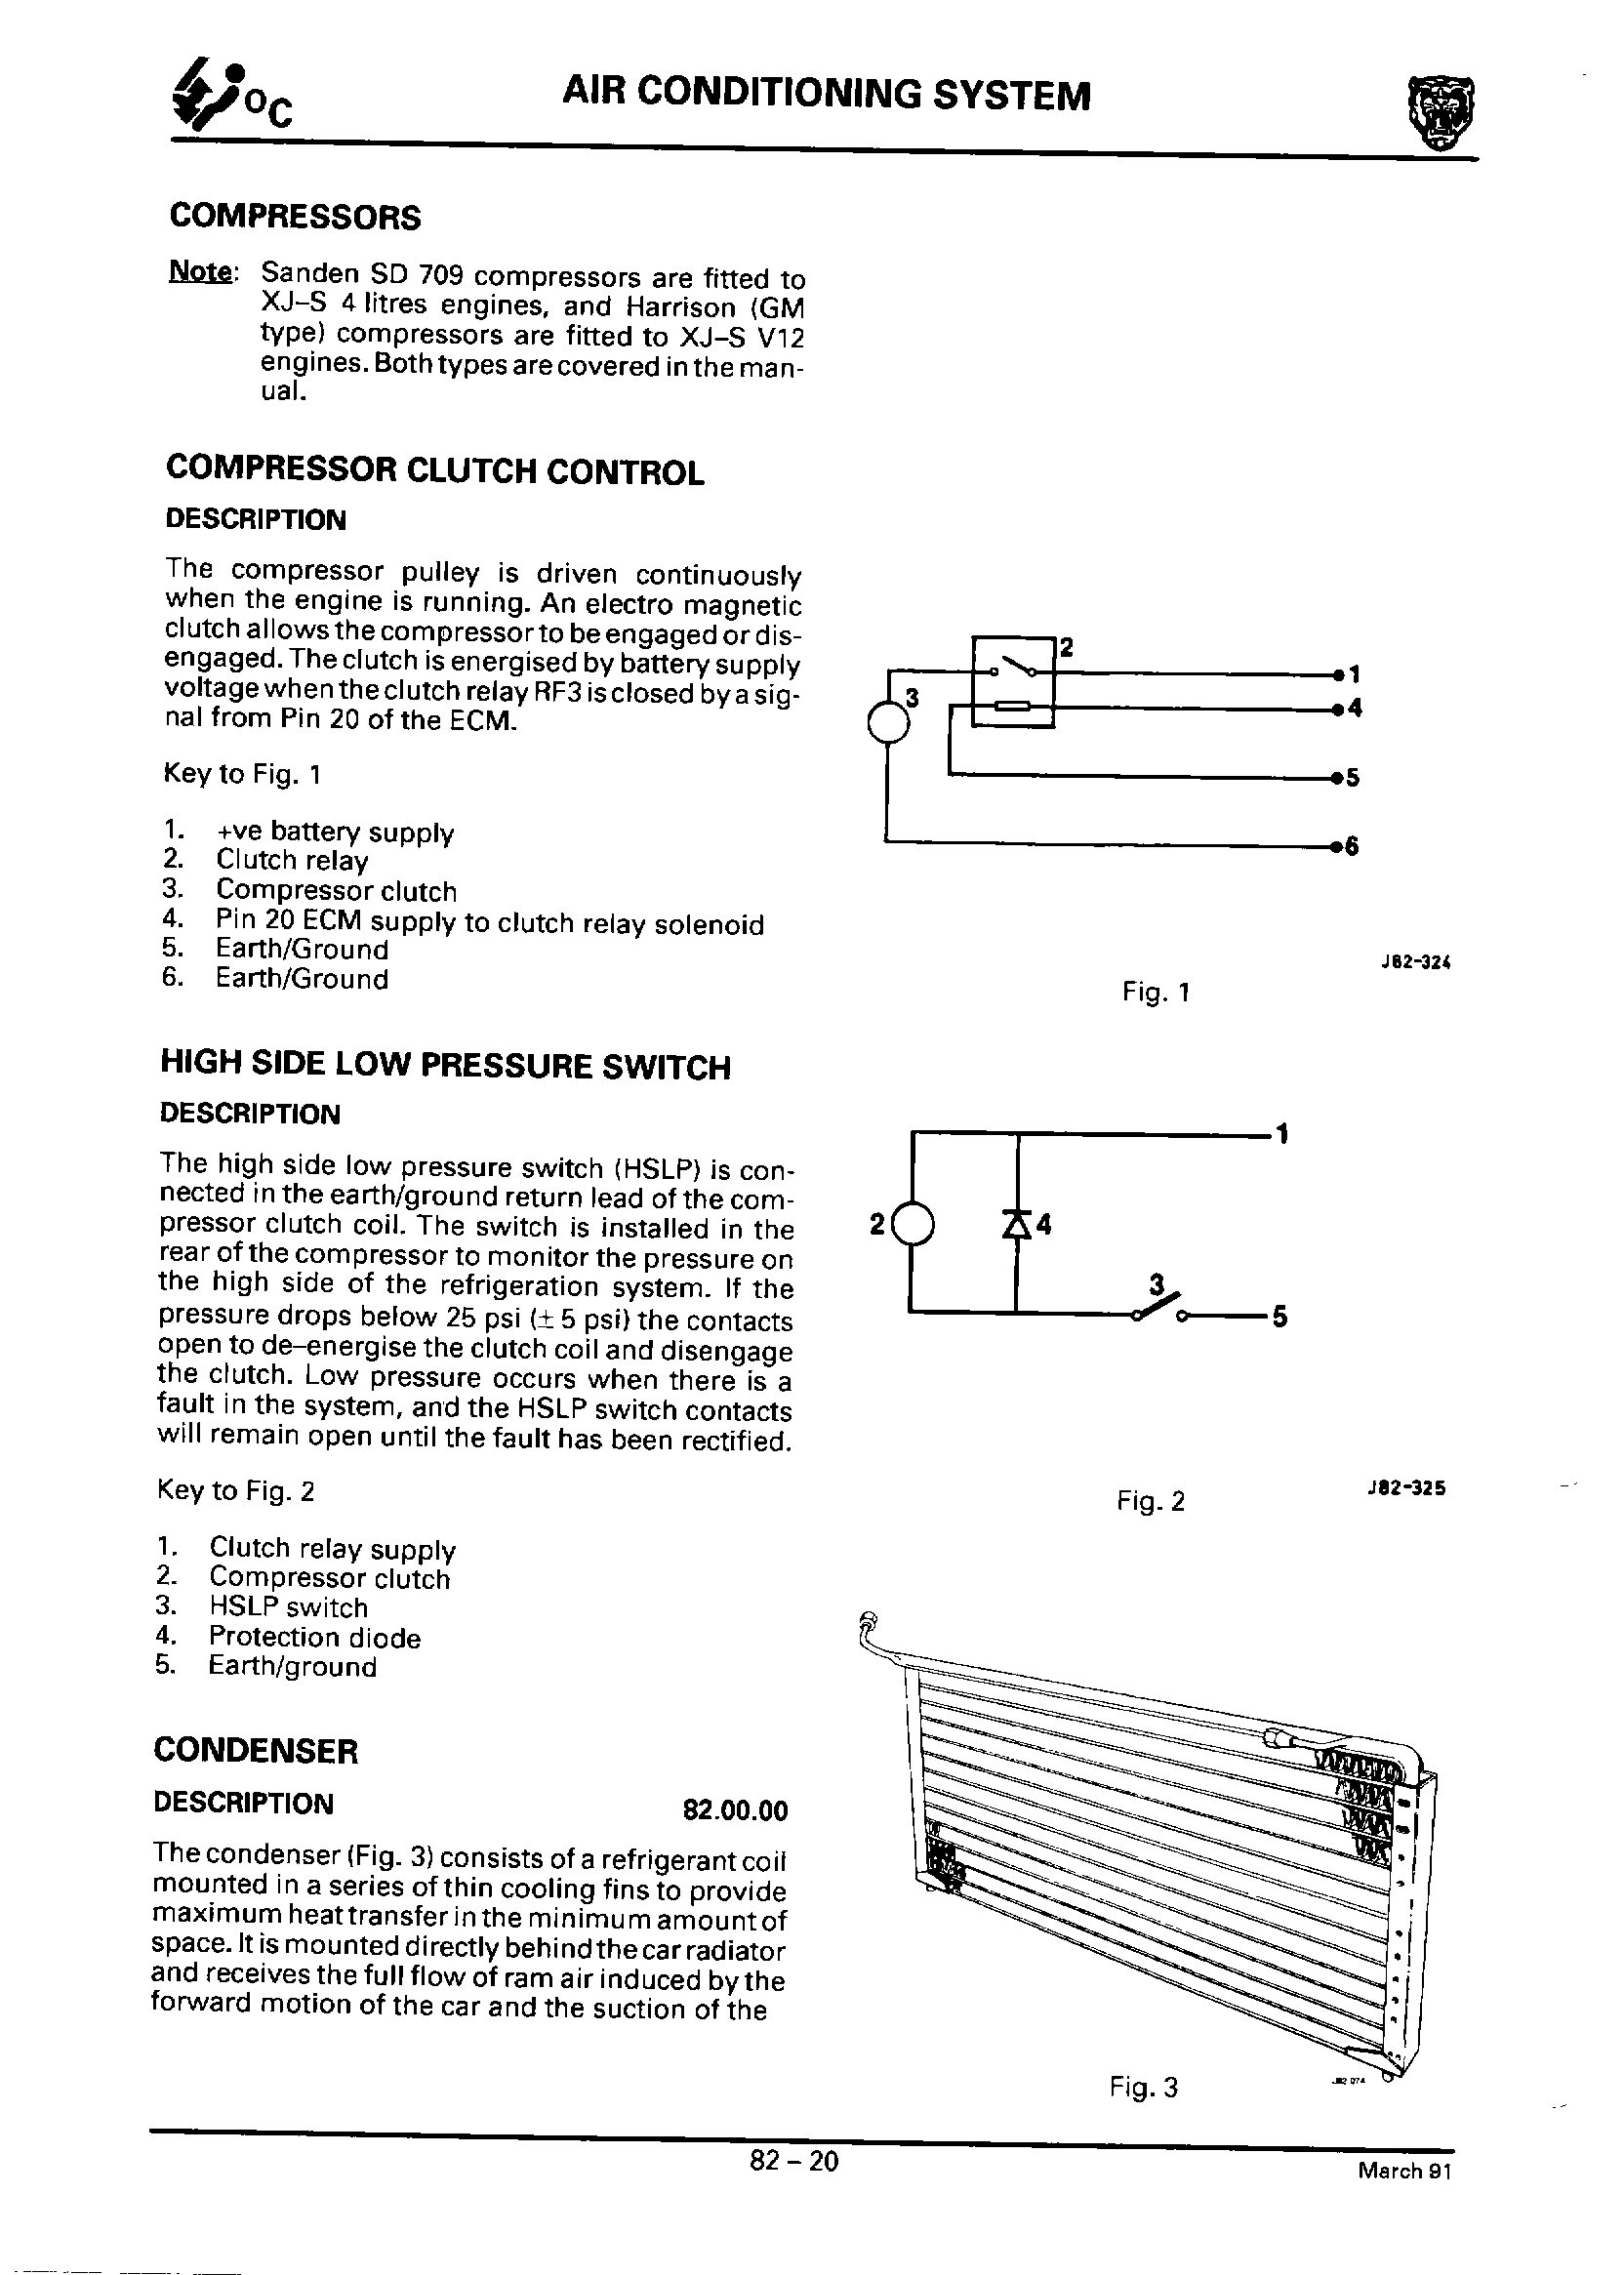 °C
AIR CONDITIONING SYSTEM
COMPRESSORS
Note: Sanden SD 709 compressors are fitted to
XJ–S 4 litres engines, and Harrison (GM
type) compressors are fitted to XJ–S V12
engines. Both types are covered in the man-
ual.
COMPRESSOR CLUTCH CONTROL
DESCRIPTION
The compressor pulley is driven continuously
when the engine is running. An electro magnetic
clutch allows the compressor to be engaged or dis-
engaged. The clutch is energised by battery supply
voltage when the clutch relay RF3 is closed by a sig-
nal from Pin 20 of the ECM.
Key to Fig. 1
1. +ve battery supply
2. Clutch relay
3. Compressor clutch
4. Pin 20 ECM supply to clutch relay solenoid
5. Earth/Ground
6. Earth/Ground
2
1
3
4
5
6
J82-324
Fig. 1
HIGH SIDE LOW PRESSURE SWITCH
DESCRIPTION
The high side low pressure switch (HSLP) is con-
nected in the earth/ground return lead of the com-
pressor clutch coil. The switch is installed in the
rear of the compressor to monitor the pressure on
the high side of the refrigeration system. If the
pressure drops below 25 psi (± 5 psi) the contacts
open to de–energise the clutch coil and disengage
the clutch. Low pressure occurs when there is a
fault in the system, and the HSLP switch contacts
will remain open until the fault has been rectified.
Key to Fig. 2
1. Clutch relay supply
2. Compressor clutch
3. HSLP switch
4. Protection diode
5. Earth/ground
1
2
4
3
5
J82-325
Fig. 2
CONDENSER
DESCRIPTION 82.00.00
The condenser (Fig. 3) consists of a refrigerant coil
mounted in a series of thin cooling fins to provide
maximum heat transfer in the minimum amount of
space. It is mounted directly behind the car radiator
and receives the full flow of ram air induced by the
forward motion of the car and the suction of the
J82 074
Fig. 3
82 – 20
March 91